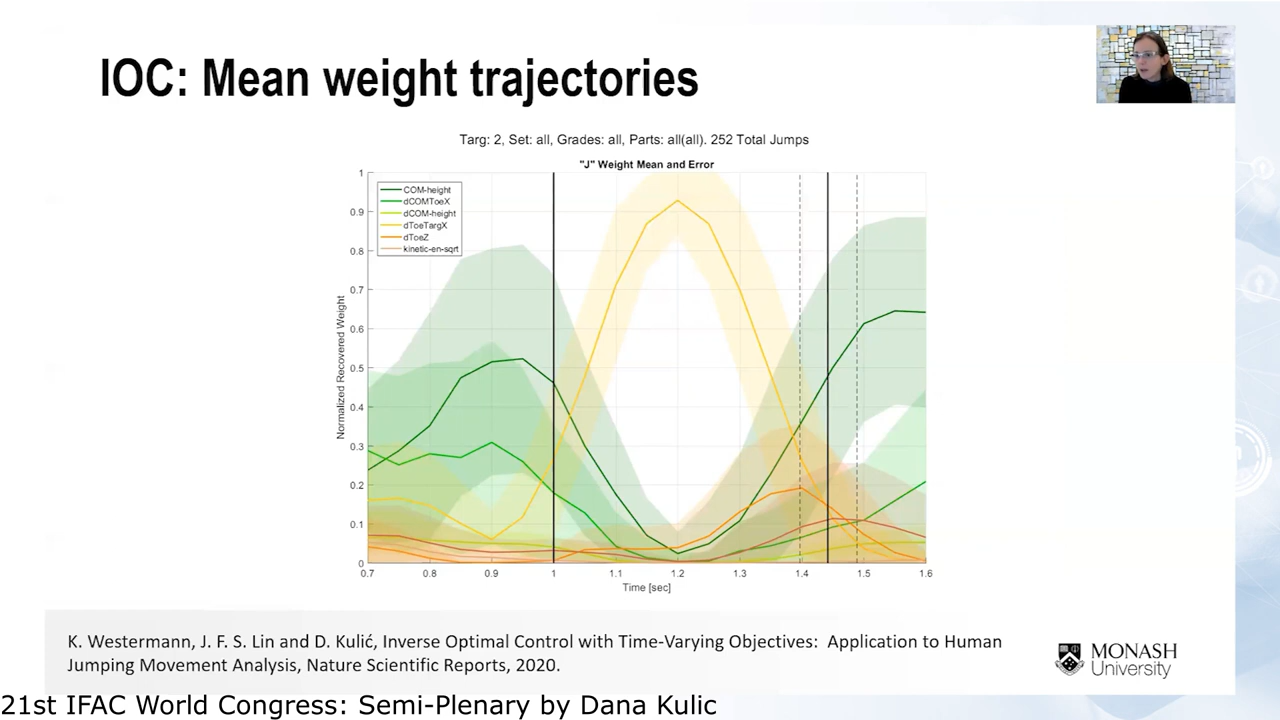 IOC: Mean weight trajectories
Targ: 2, Set: all, Grades: all, Parts: all(all). 252 Total Jumps
"J" Weight Mean and Error
COM-height
dCOMToeX
dCOM-height
dToeTargX
dToeZ
kinetic-en-sqrt
Normalized Recovered Weight
1
0.9
0.8
0.7
0.6
0.5
0.4
0.3
0.2
0.1
0
0.7 0.8 0.9 1 1.1 1.2 1.3 1.4 1.5 1.6
Time [sec]
K. Westermann, J. F. S. Lin and D. Kulić, Inverse Optimal Control with Time-Varying Objectives: Application to Human
Jumping Movement Analysis, Nature Scientific Reports, 2020.
MONASH
University
21st IFAC World Congress: Semi-Plenary by Dana Kulic